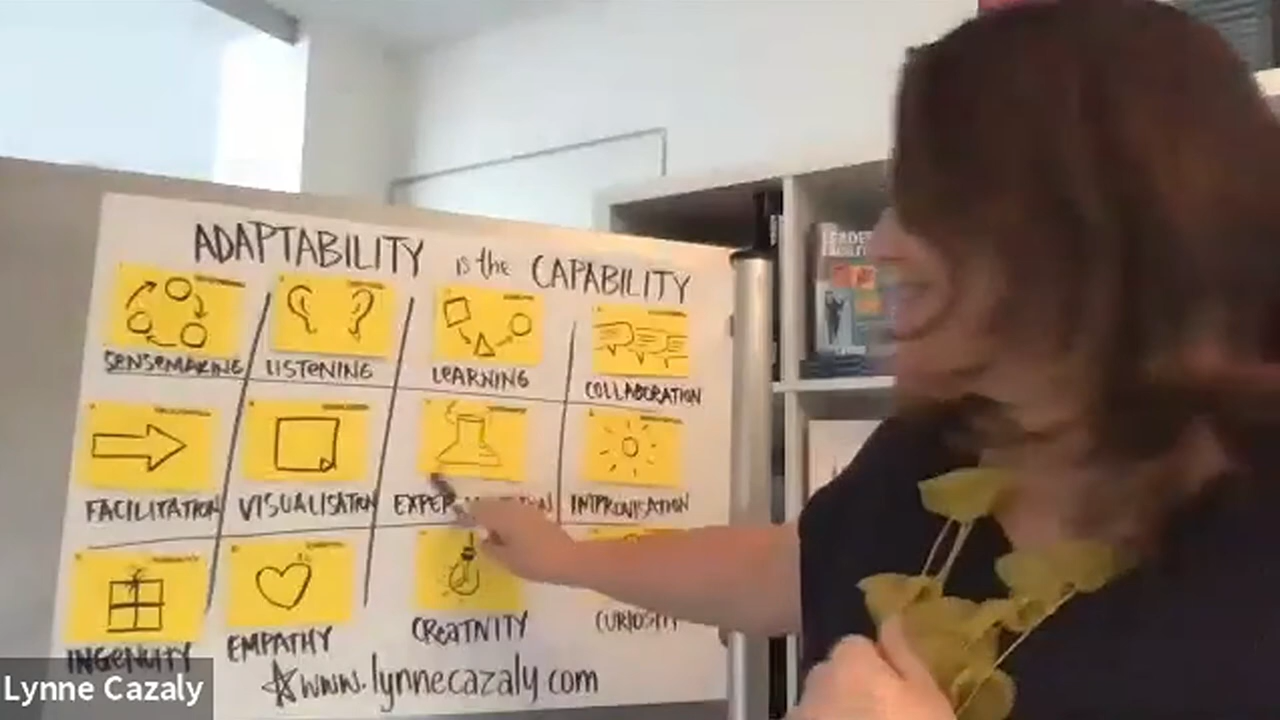 ADAPTABILITY is the CAPABILITY
SENSEMAKING LISTENING LEARNING COLLABORATION
FACILITATION VISUALISATION IMPROVISATION
INGENUITY EMPATHY CREATIVITY CURIOSITY
www.lynnecazaly.com
Lynne Cazaly